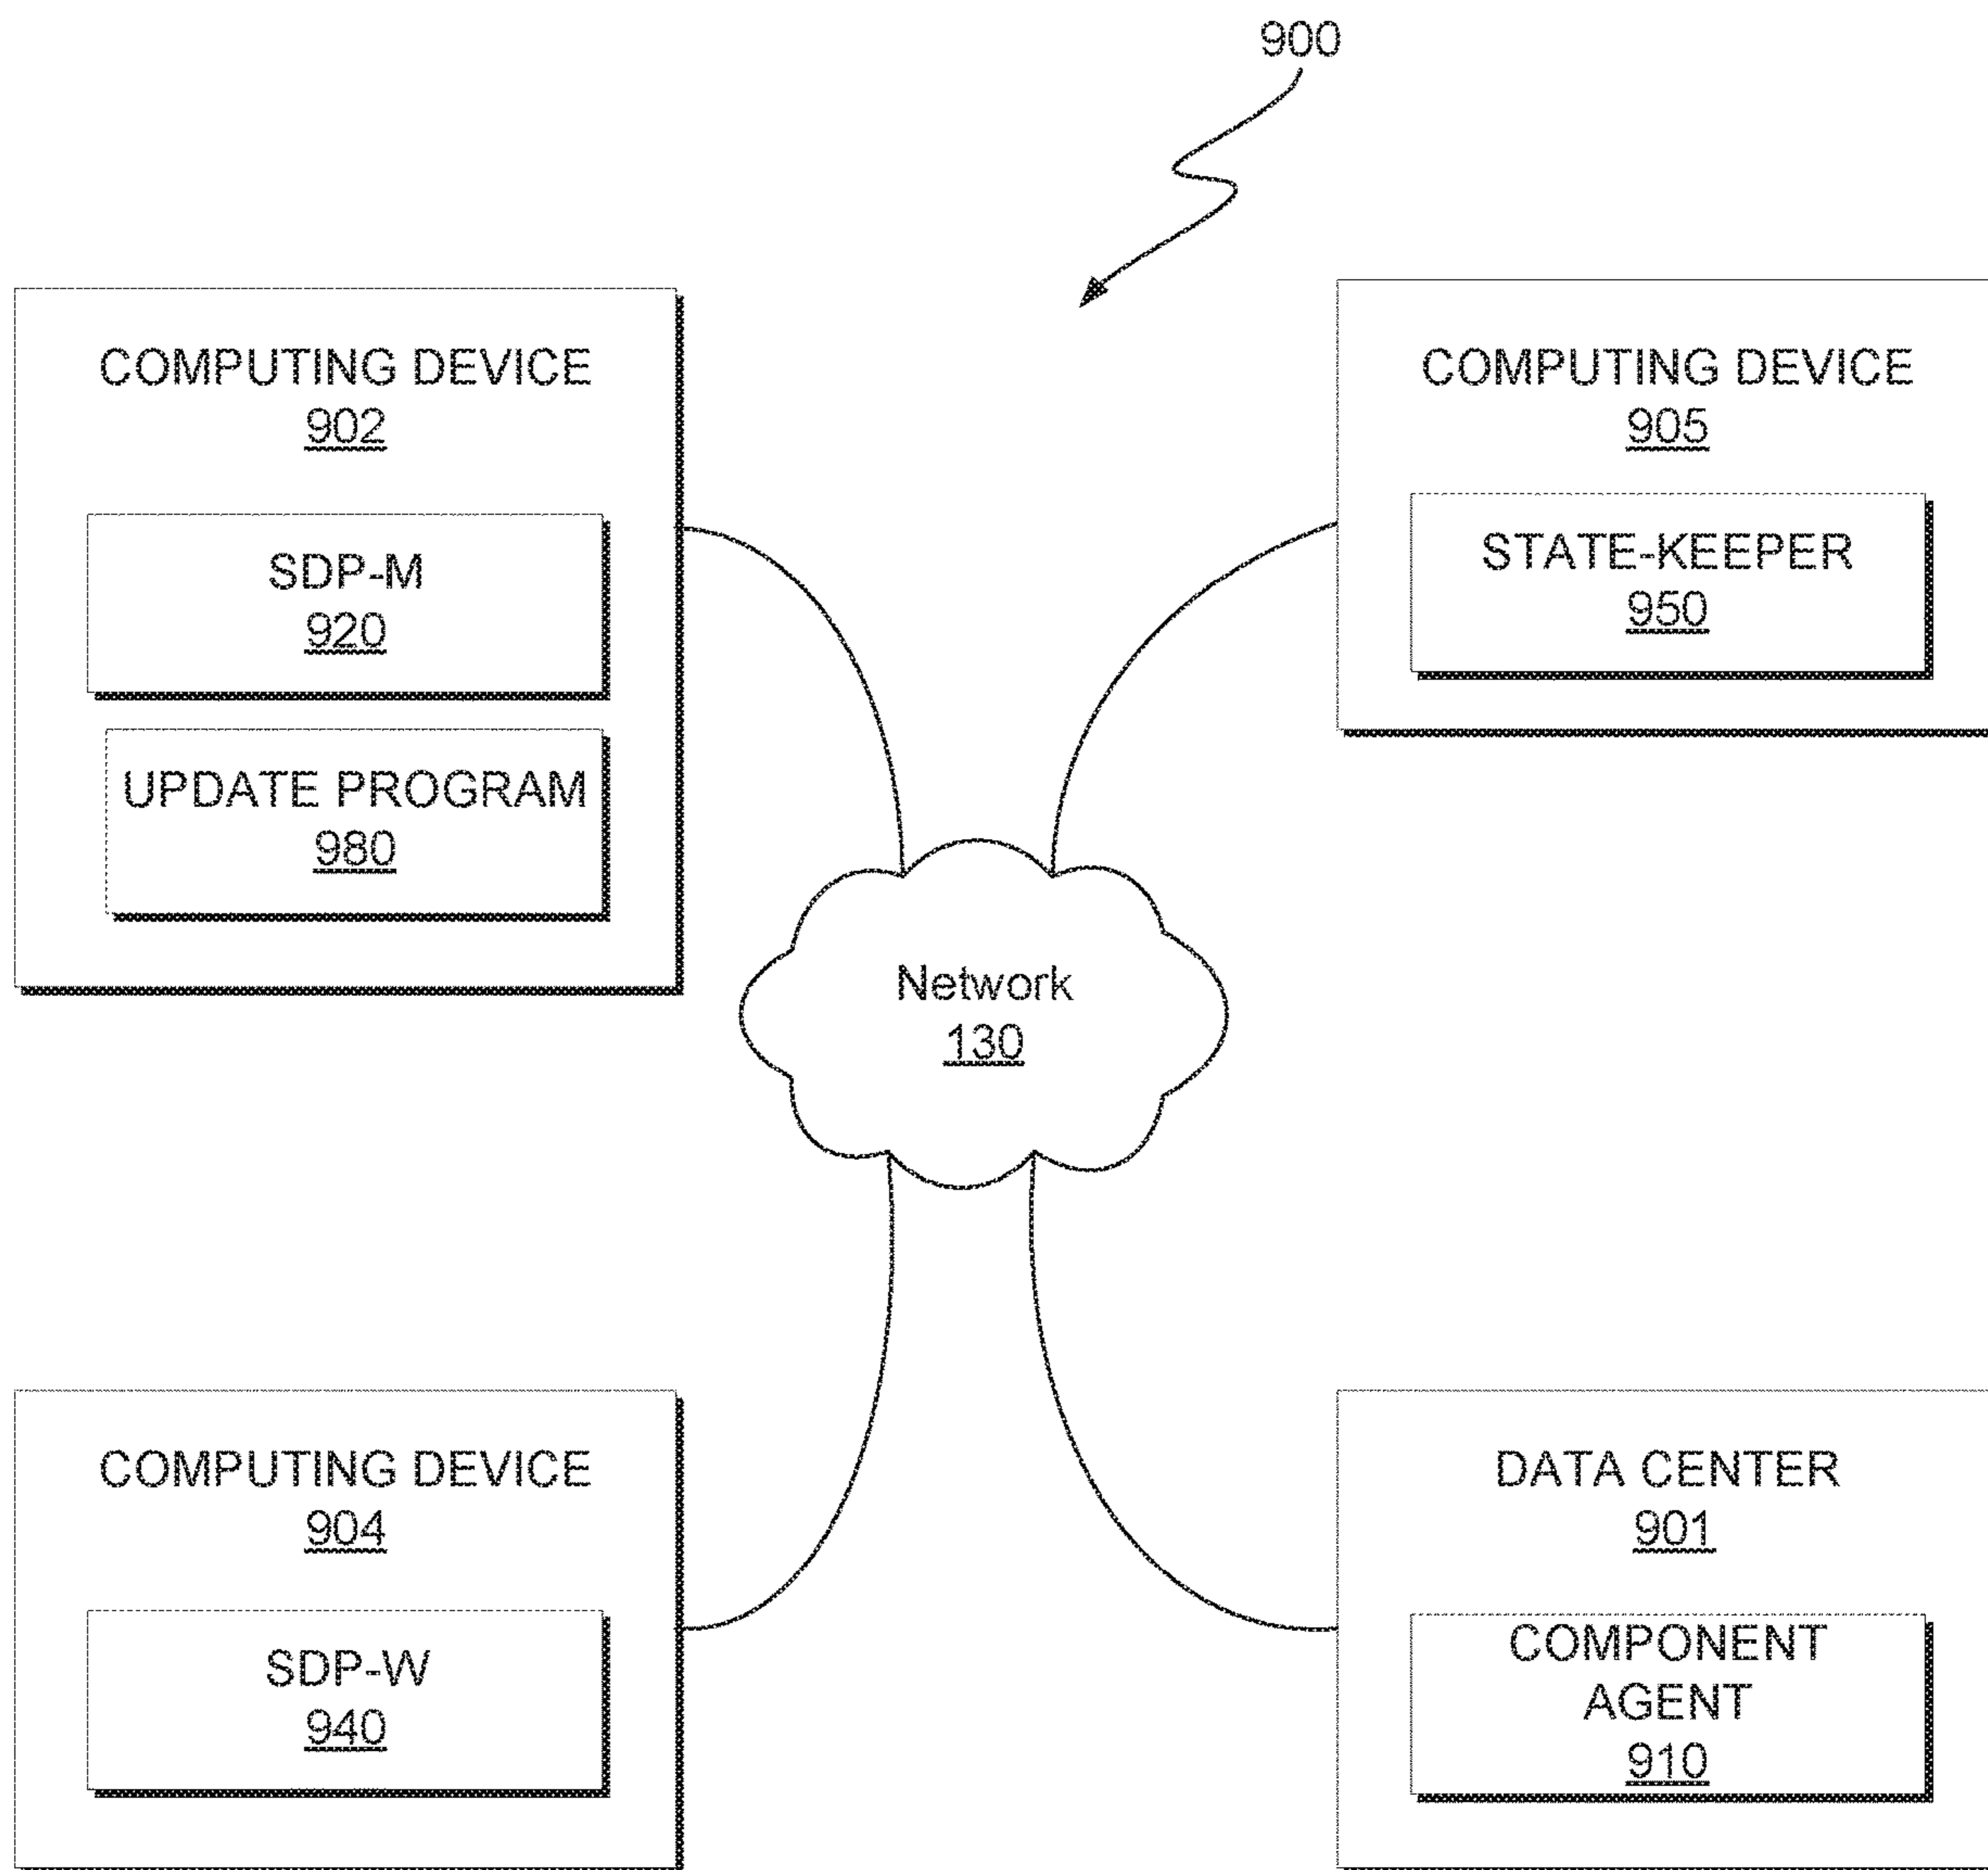 900
COMPUTING DEVICE
902
SDP-M
920
UPDATE PROGRAM
980
COMPUTING DEVICE
905
STATE-KEEPER
950
Network
130
COMPUTING DEVICE
904
SDP-W
940
DATA CENTER
901
COMPONENT
AGENT
910